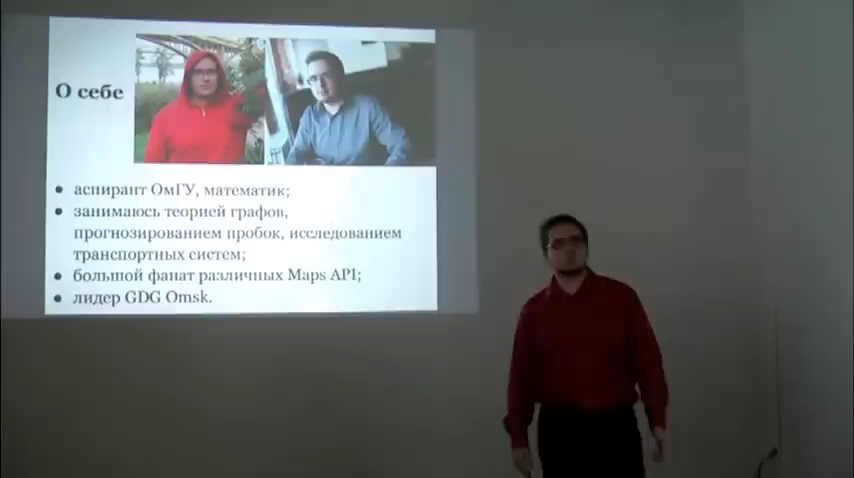 О себе
аспирант ОмГУ, математик;
занимаюсь теорией графов,
прогнозированием пробок, исследованием
транспортных систем;
большой фанат различных Maps API;
лидер GDG Omsk.